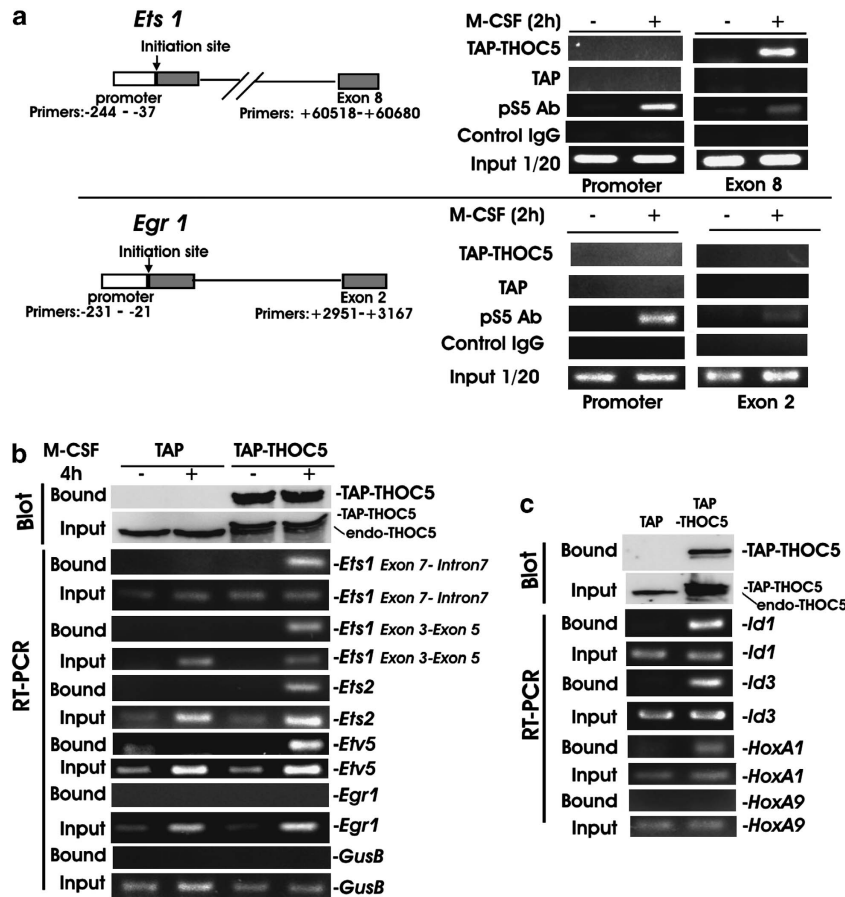 a
Ets 1
Initiation site
promoter
Primers:-244 - -37
Exon 8
Primers: +60518-+60680
M-CSF (2h) - + - +
TAP-THOC5
TAP
pS5 Ab
Control IgG
Input 1/20
Promoter Exon 8
Egr 1
Initiation site
promoter
Primers:-231 - -21
Exon 2
Primers:+2951-+3167
M-CSF (2h) - + - +
TAP-THOC5
TAP
pS5 Ab
Control IgG
Input 1/20
Promoter Exon 2
b
M-CSF TAP TAP-THOC5
4h - + - +
Blot
Bound -TAP-THOC5
Input -TAP-THOC5
endo-THOC5
RT-PCR
Bound -Ets1 Exon 7- Intron7
Input -Ets1 Exon 7- Intron7
Bound -Ets1 Exon 3-Exon 5
Input -Ets1 Exon 3-Exon 5
Bound -Ets2
Input -Ets2
Bound -Etv5
Input -Etv5
Bound -Egr1
Input -Egr1
Bound -GusB
Input -GusB
c
TAP TAP
-THOC5
Blot
Bound -TAP-THOC5
Input -TAP-THOC5
endo-THOC5
RT-PCR
Bound -Id1
Input -Id1
Bound -Id3
Input -Id3
Bound -HoxA1
Input -HoxA1
Bound -HoxA9
Input -HoxA9